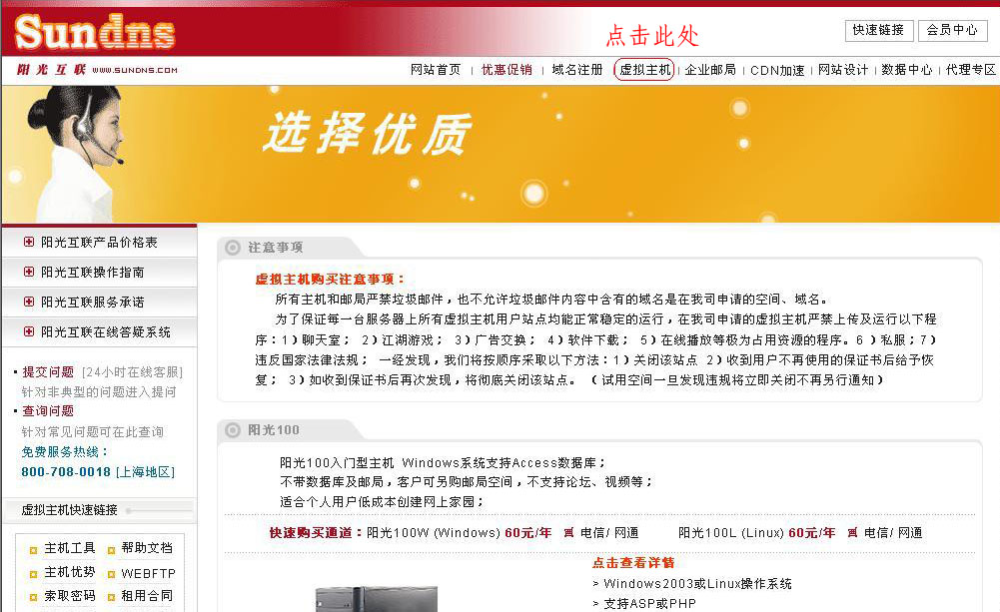 Sundns
点击此处
快速链接
会员中心
阳光互联 WWW.SUNDNS.COM
网站首页 | 优惠促销 | 域名注册 | 虚拟主机 | 企业邮局 | CDN加速 | 网站设计 | 数据中心 | 代理专区
选择优质
阳光互联产品价格表
阳光互联操作指南
阳光互联服务承诺
阳光互联在线答疑系统
提交问题 [24小时在线客服]
针对非典型的问题进入提问
查询问题
针对常见问题可在此查询
免费服务热线：
800-708-0018 [上海地区]
虚拟主机快速链接
主机工具 帮助文档
主机优势 WEBFTP
索取密码 租用合同
注意事项
虚拟主机购买注意事项：
所有主机和邮局严禁垃圾邮件，也不允许垃圾邮件内容中含有的域名是在我司申请的空间、域名。
为了保证每一台服务器上所有虚拟主机用户站点均能正常稳定的运行，在我司申请的虚拟主机严禁上传及运行以下程
序：1）聊天室； 2）江湖游戏； 3）广告交换； 4）软件下载； 5）在线播放等极为占用资源的程序。6）私服；7）
违反国家法律法规； 一经发现，我们将按顺序采取以下方法：1）关闭该站点 2）收到用户不再使用的保证书后给予恢
复； 3）如收到保证书后再次发现，将彻底关闭该站点。 （试用空间一旦发现违规将立即关闭不再另行通知）
阳光100
阳光100入门型主机 Windows系统支持Access数据库；
不带数据库及邮局，客户可另购邮局空间，不支持论坛、视频等；
适合个人用户低成本创建网上家园；
快速购买通道：阳光100W (Windows) 60元/年 买 电信/ 网通 阳光100L (Linux) 60元/年 买 电信/ 网通
点击查看详情
> Windows2003或Linux操作系统
> 支持ASP或PHP